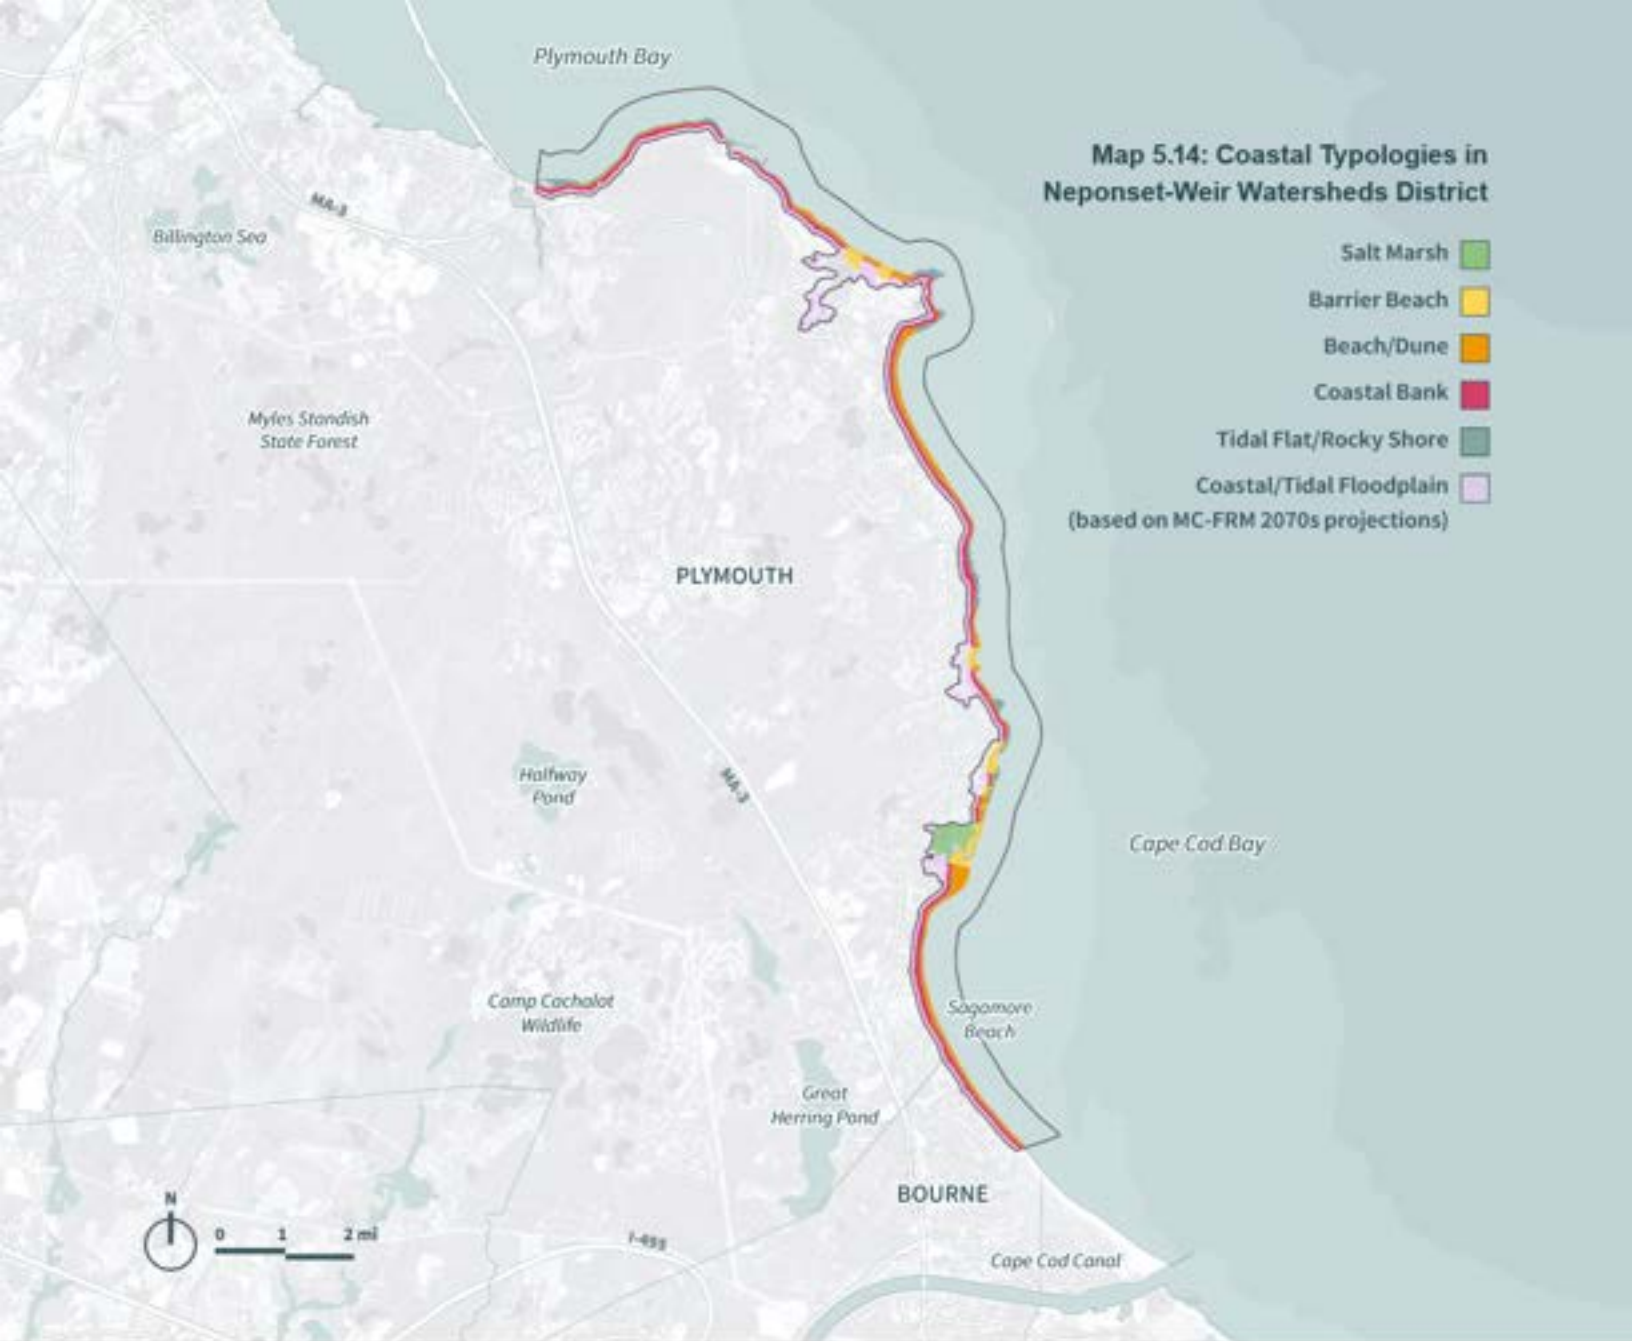 Plymouth Bay
Map 5.14: Coastal Typologies in
Neponset-Weir Watersheds District
MA-3
Billington Sea
Salt Marsh
Barrier Beach
Beach/Dune
Coastal Bank
Tidal Flat/Rocky Shore
Coastal/Tidal Floodplain
(based on MC-FRM 2070s projections)
Myles Standish
State Forest
PLYMOUTH
Halfway
Pond
MA-3
Cape Cod Bay
Camp Cachalot
Wildlife
Sagamore
Beach
Great
Herring Pond
BOURNE
N
0 1 2 mi
I-495
Cape Cod Canal